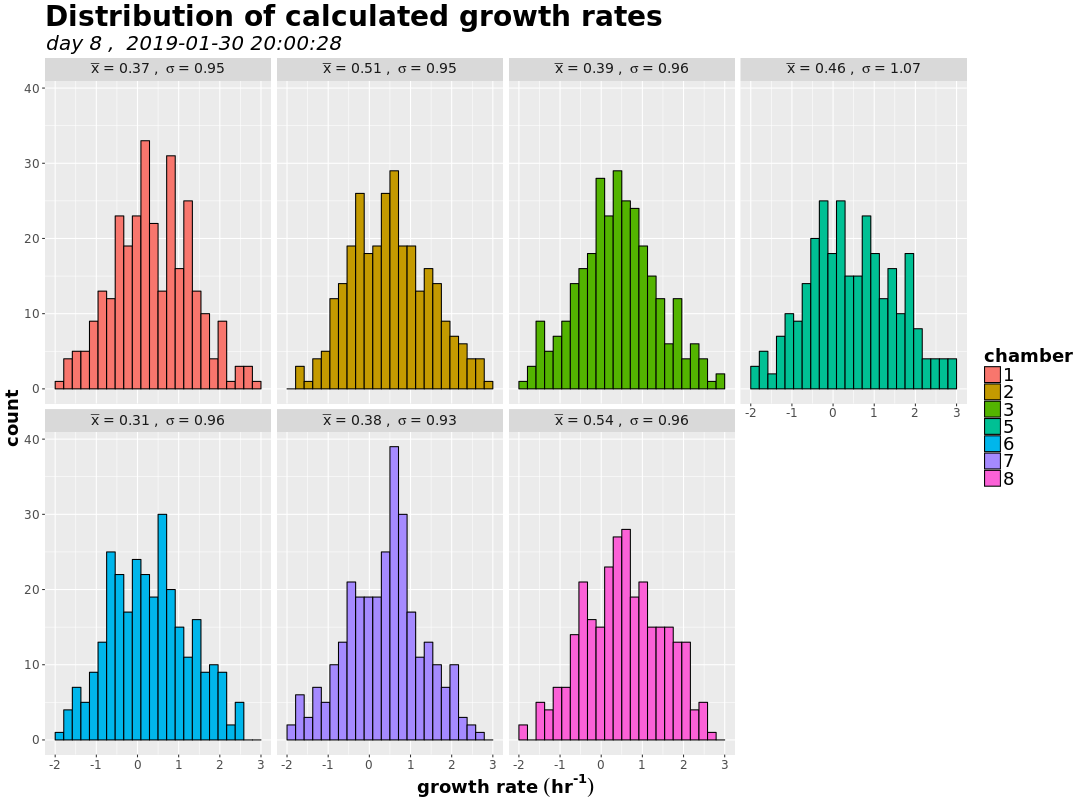 Distribution of calculated growth rates
day 8 ,  2019-01-30 20:00:28
x̅ = 0.37 ,  σ = 0.95
x̅ = 0.51 ,  σ = 0.95
x̅ = 0.39 ,  σ = 0.96
x̅ = 0.46 ,  σ = 1.07
40
30
20
10
0
-2 -1 0 1 2 3
x̅ = 0.31 ,  σ = 0.96
x̅ = 0.38 ,  σ = 0.93
x̅ = 0.54 ,  σ = 0.96
40
30
20
10
0
-2 -1 0 1 2 3
-2 -1 0 1 2 3
-2 -1 0 1 2 3
count
growth rate (hr⁻¹)
chamber
1
2
3
5
6
7
8